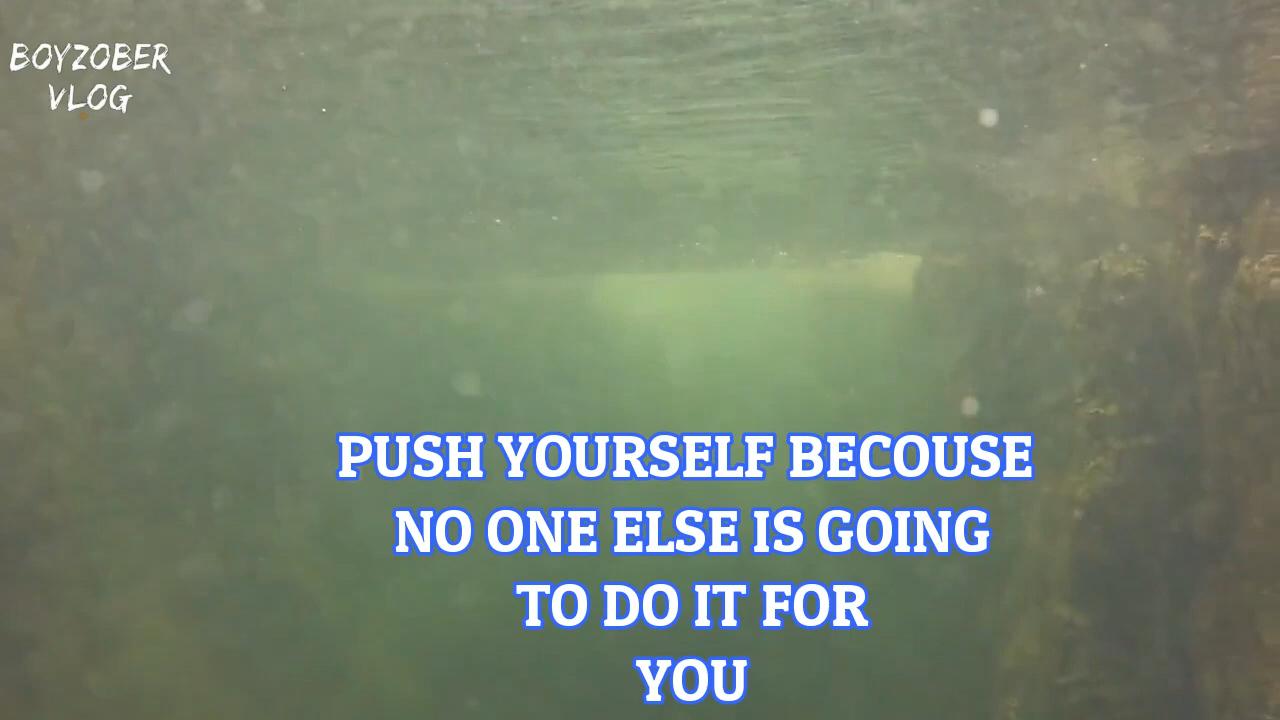 BOYZOBER
VLOG
PUSH YOURSELF BECOUSE
NO ONE ELSE IS GOING
TO DO IT FOR
YOU